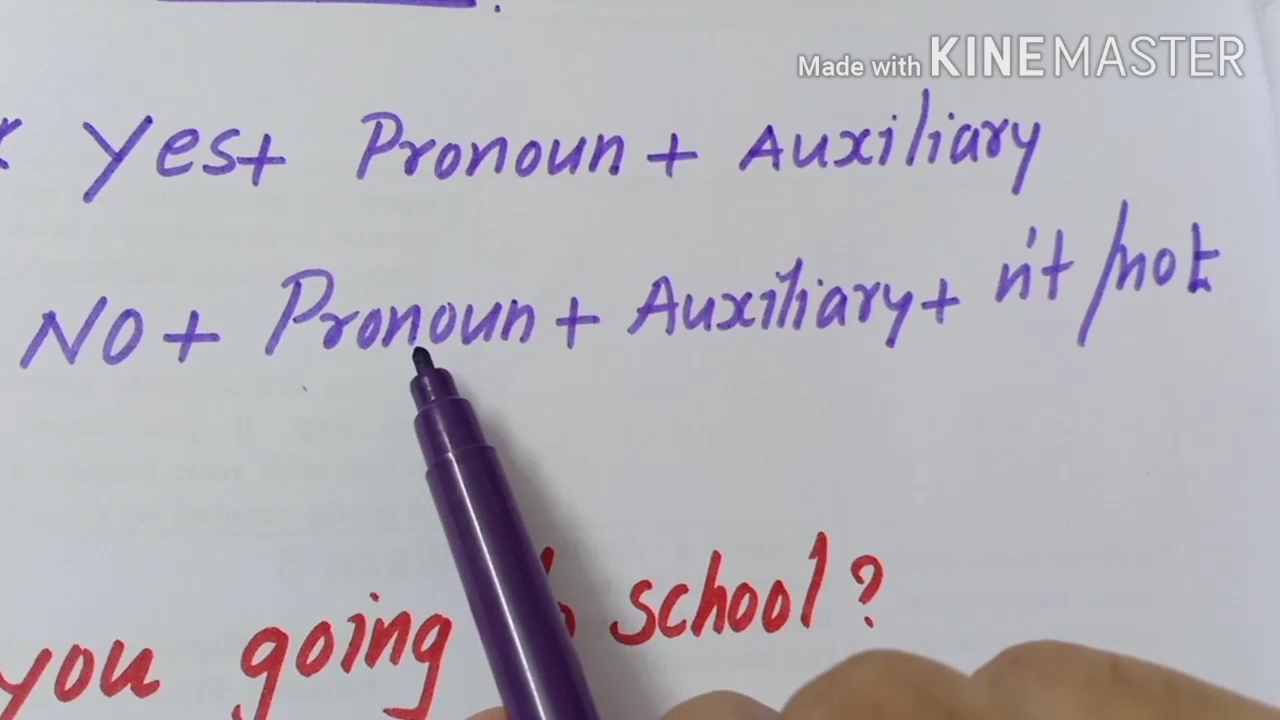 Made with KINEMASTER
Yes + Pronoun + Auxiliary
No + Pronoun + Auxiliary + n't /not
you going school?